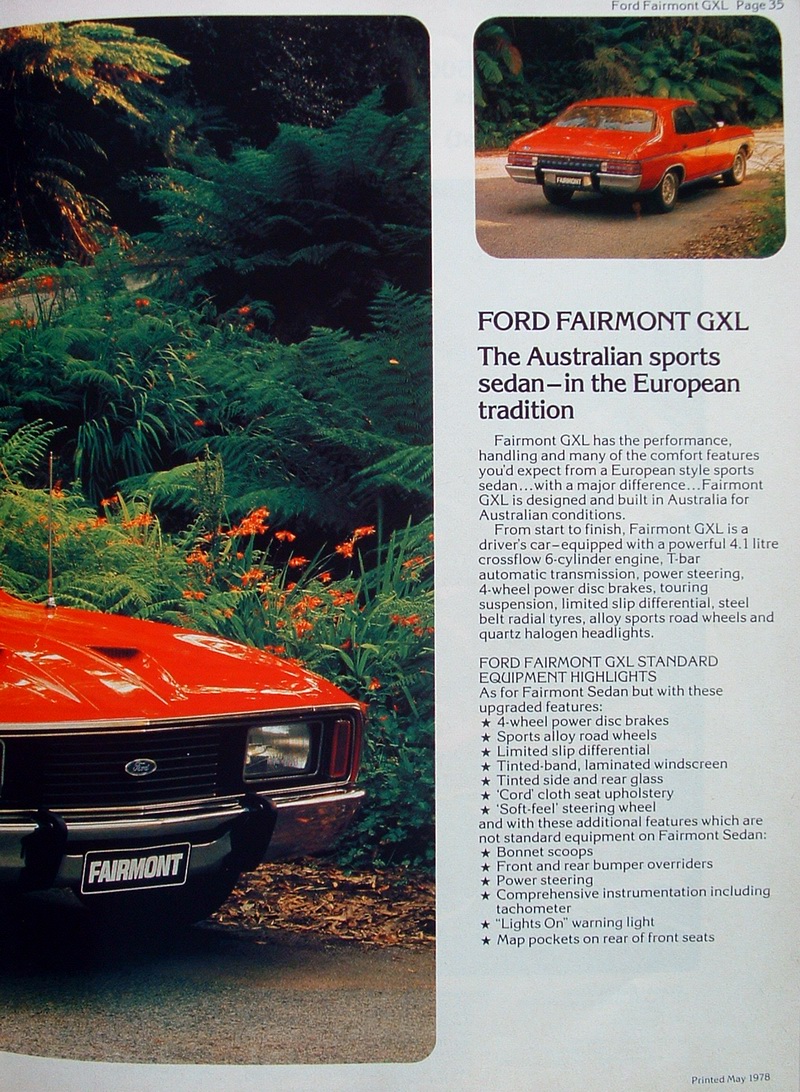 Ford Fairmont GXL Page 35
FAIRMONT
FORD FAIRMONT GXL
The Australian sports
sedan–in the European
tradition
Fairmont GXL has the performance,
handling and many of the comfort features
you'd expect from a European style sports
sedan...with a major difference...Fairmont
GXL is designed and built in Australia for
Australian conditions.
From start to finish, Fairmont GXL is a
driver's car–equipped with a powerful 4.1 litre
crossflow 6-cylinder engine, T-bar
automatic transmission, power steering,
4-wheel power disc brakes, touring
suspension, limited slip differential, steel
belt radial tyres, alloy sports road wheels and
quartz halogen headlights.
FORD FAIRMONT GXL STANDARD
EQUIPMENT HIGHLIGHTS
As for Fairmont Sedan but with these
upgraded features:
★ 4-wheel power disc brakes
★ Sports alloy road wheels
★ Limited slip differential
★ Tinted-band, laminated windscreen
★ Tinted side and rear glass
★ 'Cord' cloth seat upholstery
★ 'Soft-feel' steering wheel
and with these additional features which are
not standard equipment on Fairmont Sedan:
★ Bonnet scoops
★ Front and rear bumper overriders
★ Power steering
★ Comprehensive instrumentation including
tachometer
★ "Lights On" warning light
★ Map pockets on rear of front seats
Ford
FAIRMONT
Printed May 1978